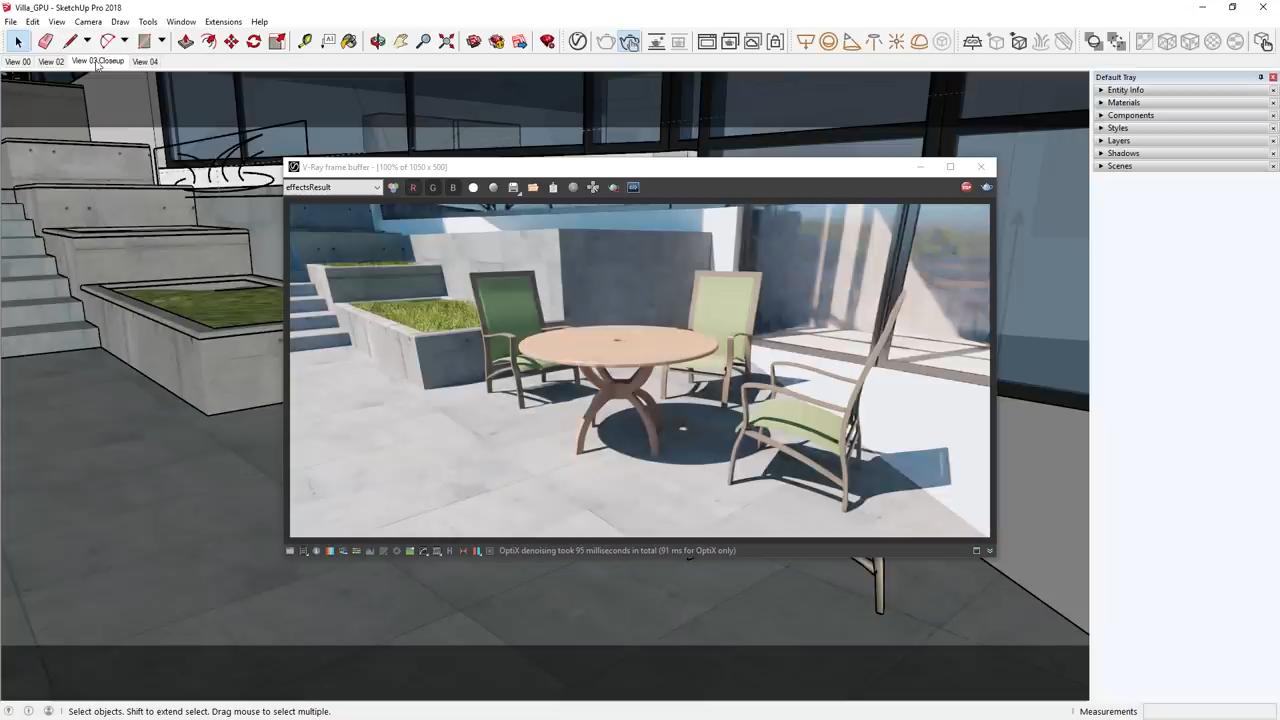 Villa_GPU - SketchUp Pro 2018
File Edit View Camera Draw Tools Window Extensions Help
View 00 View 02 View 03 Closeup View 04
Default Tray
Entity Info
Materials
Components
Styles
Layers
Shadows
Scenes
V-Ray frame buffer - [100% of 1050 x 500]
effectsResult R G B
OptiX denoising took 95 milliseconds in total (91 ms for OptiX only)
Select objects. Shift to extend select. Drag mouse to select multiple.
Measurements